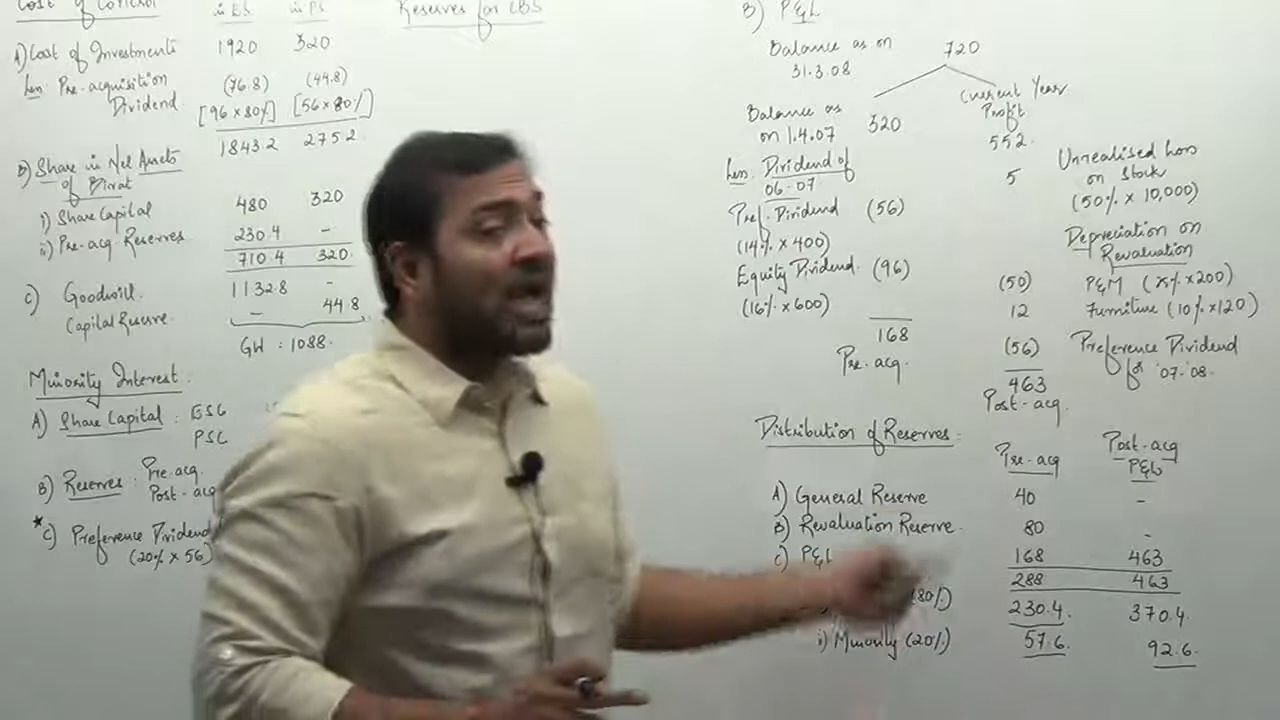 Cost of Control
in ES in PS
A) Cost of Investments 1920 320
Less: Pre-acquisition (76.8) (44.8)
Dividend [96 x 80%] [56 x 80%]
1843.2 275.2
B) Share in Net Assets
of Birat
i) Share Capital 480 320
ii) Pre-acq Reserves 230.4 -
710.4 320
C) Goodwill 1132.8 -
Capital Reserve - 44.8
GW : 1088.
Minority Interest
A) Share Capital : ESC
PSC
B) Reserves : Pre-acq
Post-acq
*C) Preference Dividend
(20% x 56)
Reserves for CBS
B) P&L
Balance as on 720
31.3.08
Balance as
on 1.4.07 320
Current Year
Profit
552
Less: Dividend of
06-07
5 Unrealised Loss
on Stock
(50% x 10,000)
Pref. Dividend (56)
(14% x 400)
Equity Dividend (96)
(16% x 600)
Depreciation on
Revaluation
(50) P&M (25% x 200)
12 Furniture (10% x 120)
(56) Preference Dividend
for '07-'08.
168
Pre-acq.
463
Post-acq.
Distribution of Reserves:
Pre-acq Post-acq
P&L
A) General Reserve 40 -
B) Revaluation Reserve 80 -
C) P&L 168 463
288 463
(80%) 230.4 370.4
i) Minority (20%) 57.6 92.6